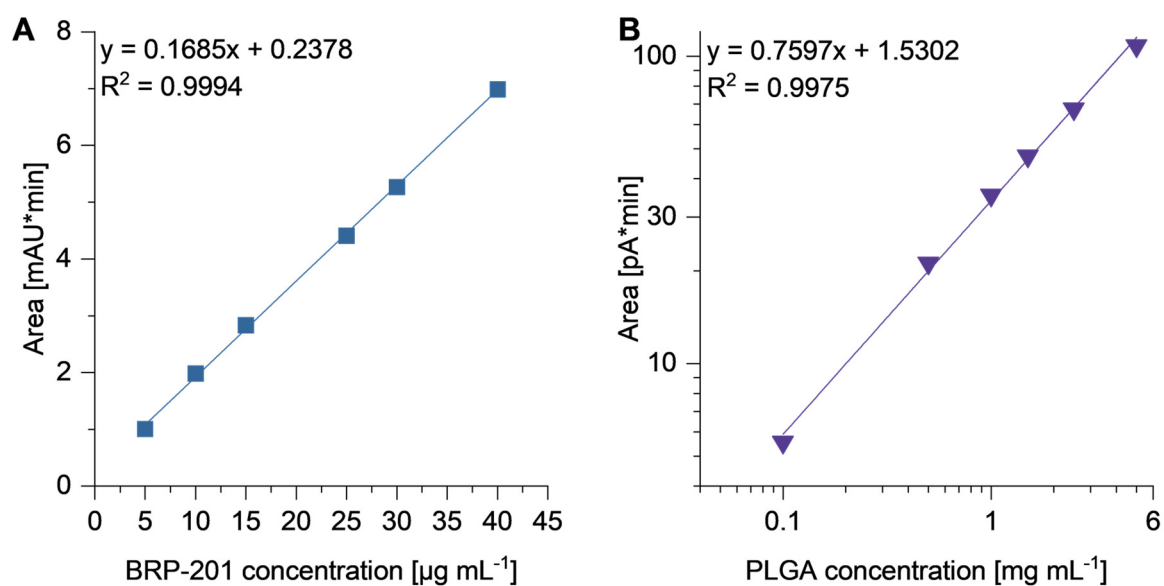 A
y = 0.1685x + 0.2378
R² = 0.9994
Area [mAU*min]
8
6
4
2
0
0 5 10 15 20 25 30 35 40 45
BRP-201 concentration [µg mL⁻¹]
B
y = 0.7597x + 1.5302
R² = 0.9975
Area [pA*min]
100
30
10
0.1 1 6
PLGA concentration [mg mL⁻¹]